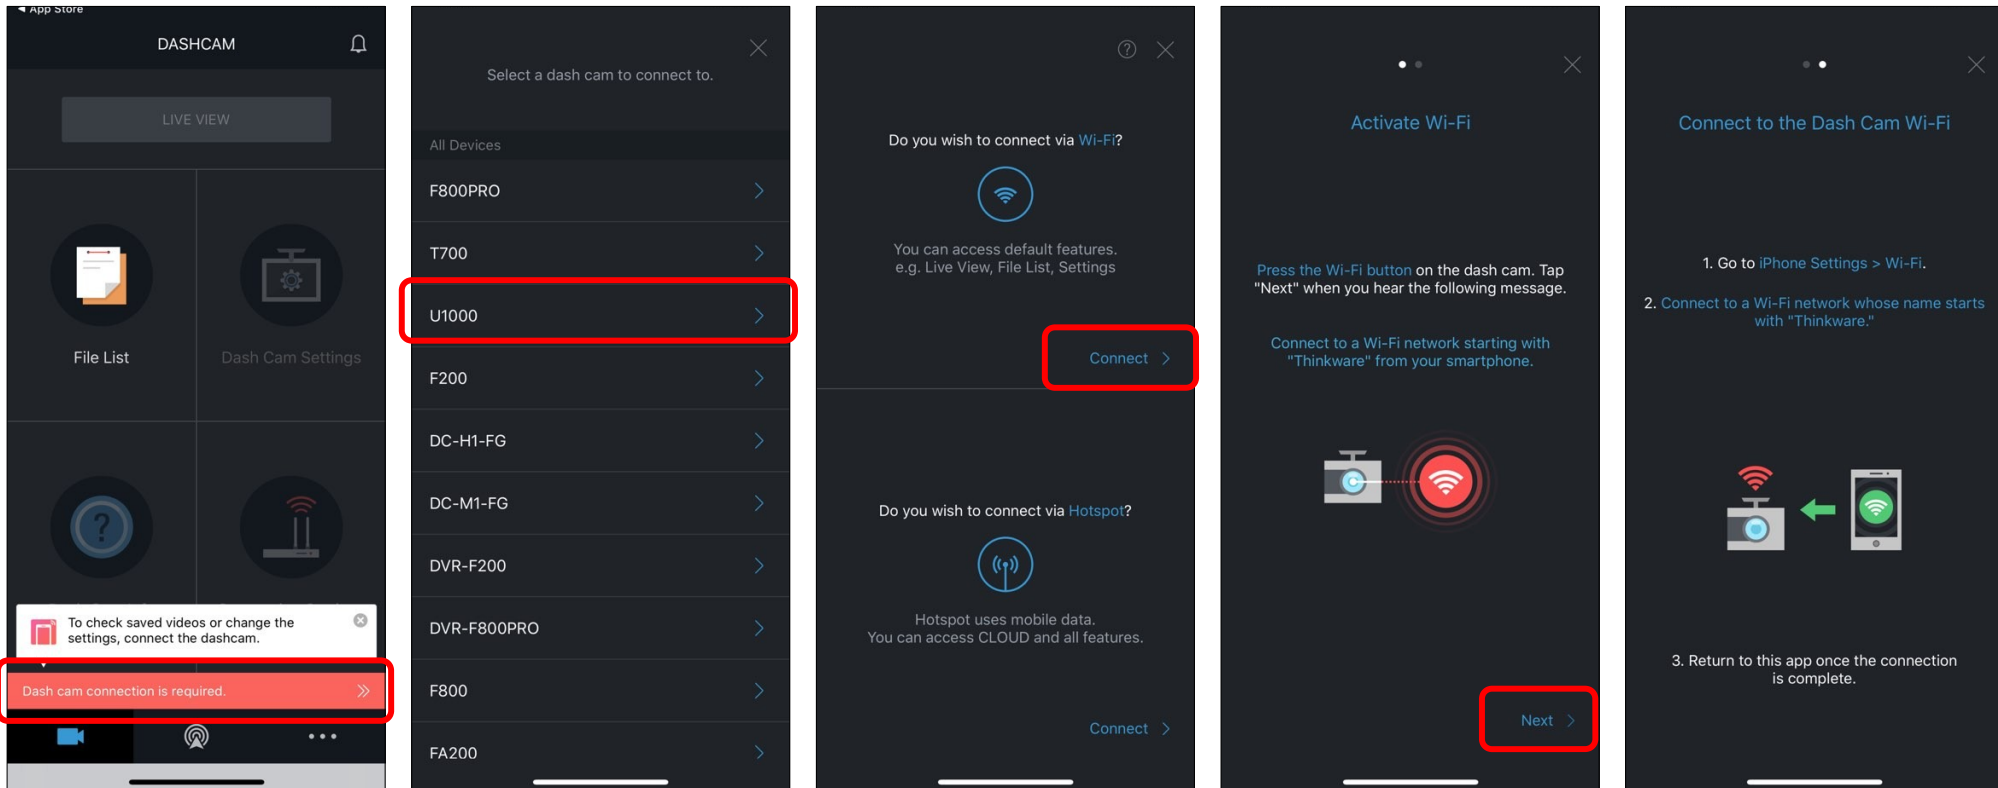 ◀ App Store
DASHCAM
LIVE VIEW
File List
Dash Cam Settings
To check saved videos or change the
settings, connect the dashcam.
Dash cam connection is required.
Select a dash cam to connect to.
All Devices
F800PRO
T700
U1000
F200
DC-H1-FG
DC-M1-FG
DVR-F200
DVR-F800PRO
F800
FA200
Do you wish to connect via Wi-Fi?
You can access default features.
e.g. Live View, File List, Settings
Connect
Do you wish to connect via Hotspot?
Hotspot uses mobile data.
You can access CLOUD and all features.
Connect
Activate Wi-Fi
Press the Wi-Fi button on the dash cam. Tap
"Next" when you hear the following message.
Connect to a Wi-Fi network starting with
"Thinkware" from your smartphone.
Next
Connect to the Dash Cam Wi-Fi
1. Go to iPhone Settings > Wi-Fi.
2. Connect to a Wi-Fi network whose name starts
with "Thinkware."
3. Return to this app once the connection
is complete.